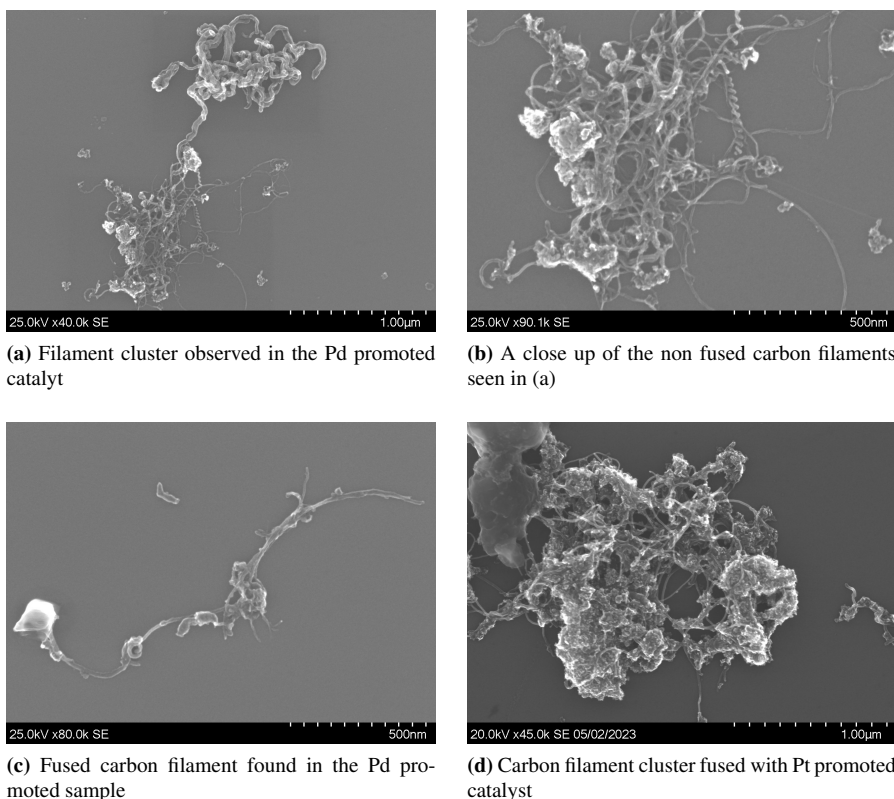 25.0kV x40.0k SE 1.00µm
25.0kV x90.1k SE 500nm
(a) Filament cluster observed in the Pd promoted
catalyt
(b) A close up of the non fused carbon filaments
seen in (a)
25.0kV x80.0k SE 500nm
20.0kV x45.0k SE 05/02/2023 1.00µm
(c) Fused carbon filament found in the Pd pro-
moted sample
(d) Carbon filament cluster fused with Pt promoted
catalyst